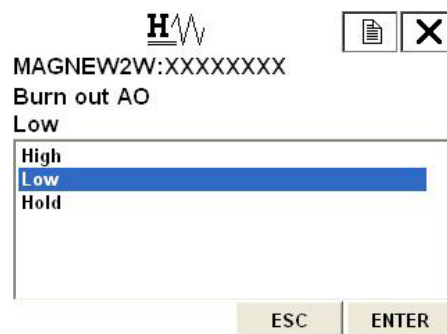 H
MAGNEW2W:XXXXXXXX
Burn out AO
Low
High
Low
Hold
ESC ENTER